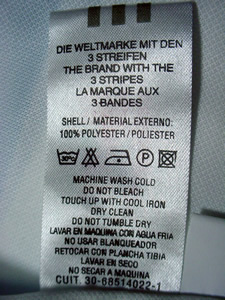 DIE WELTMARKE MIT DEN
3 STREIFEN
THE BRAND WITH THE
3 STRIPES
LA MARQUE AUX
3 BANDES
SHELL / MATERIAL EXTERNO:
100% POLYESTER / POLIESTER
30°C P
MACHINE WASH COLD
DO NOT BLEACH
TOUCH UP WITH COOL IRON
DRY CLEAN
DO NOT TUMBLE DRY
LAVAR EN MAQUINA CON AGUA FRIA
NO USAR BLANQUEADOR
RETOCAR CON PLANCHA TIBIA
LAVAR EN SECO
NO SECAR A MAQUINA
CUIT. 30-68514022-1